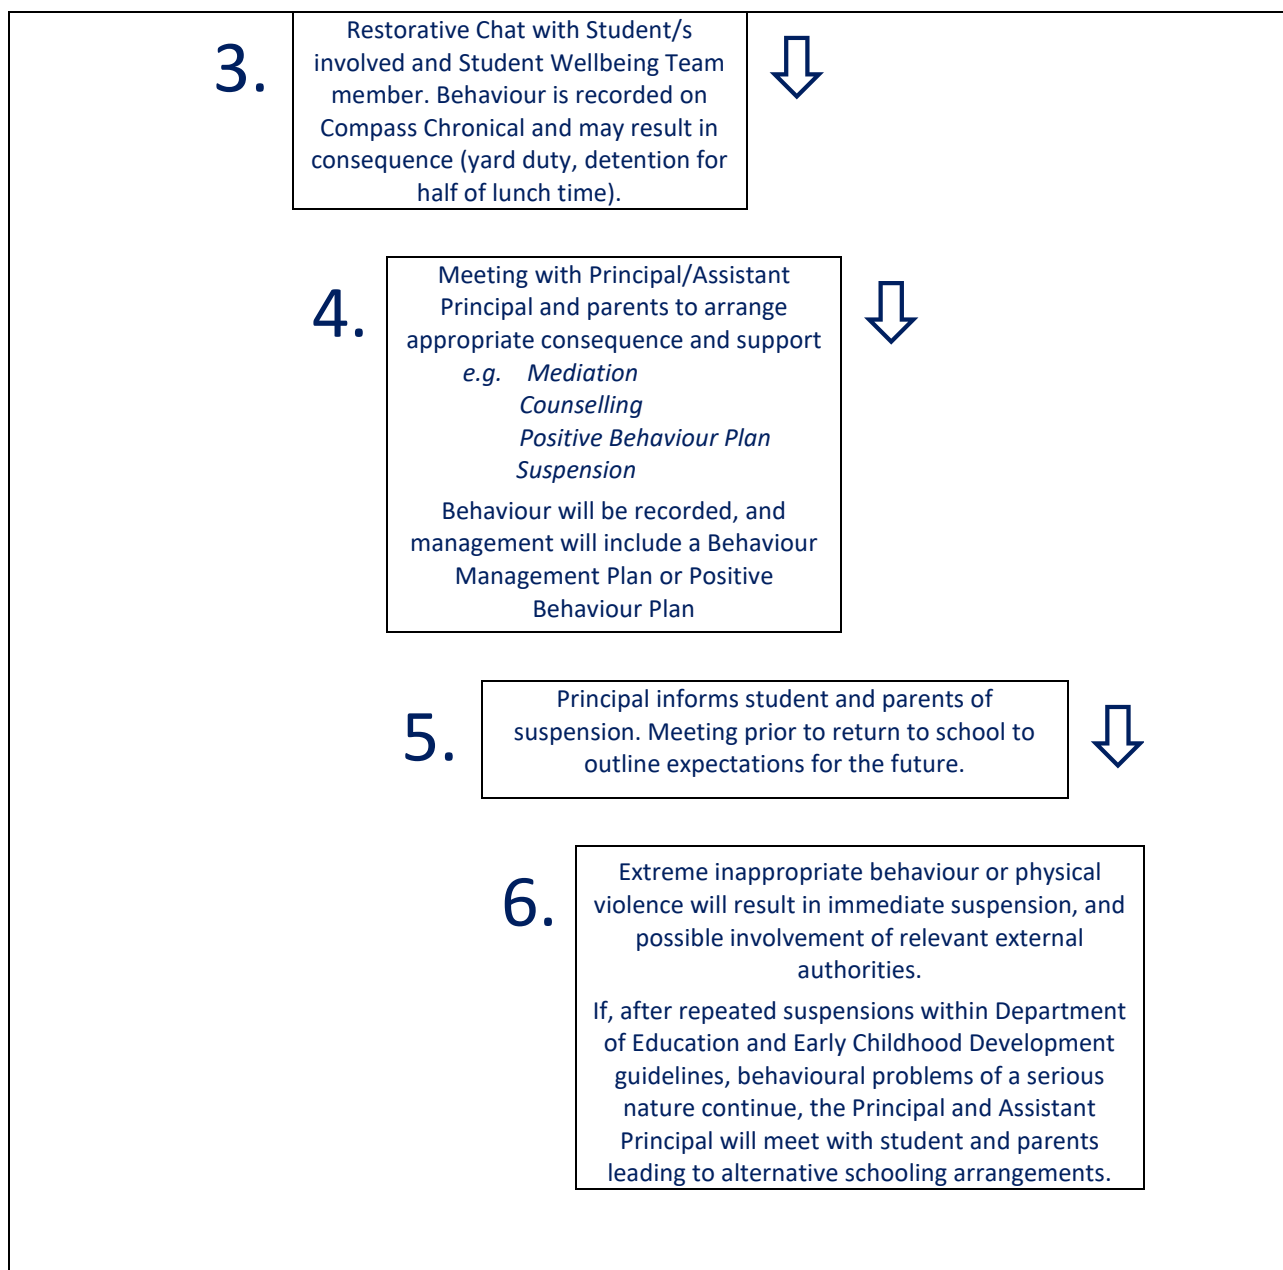 3.
Restorative Chat with Student/s
involved and Student Wellbeing Team
member. Behaviour is recorded on
Compass Chronical and may result in
consequence (yard duty, detention for
half of lunch time).
4.
Meeting with Principal/Assistant
Principal and parents to arrange
appropriate consequence and support
e.g. Mediation
Counselling
Positive Behaviour Plan
Suspension
Behaviour will be recorded, and
management will include a Behaviour
Management Plan or Positive
Behaviour Plan
5.
Principal informs student and parents of
suspension. Meeting prior to return to school to
outline expectations for the future.
6.
Extreme inappropriate behaviour or physical
violence will result in immediate suspension, and
possible involvement of relevant external
authorities.
If, after repeated suspensions within Department
of Education and Early Childhood Development
guidelines, behavioural problems of a serious
nature continue, the Principal and Assistant
Principal will meet with student and parents
leading to alternative schooling arrangements.